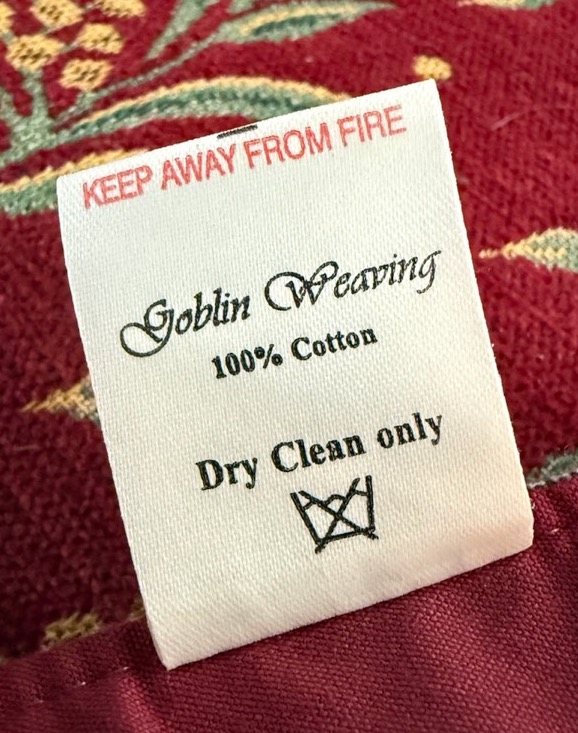 KEEP AWAY FROM FIRE
Goblin Weaving
100% Cotton
Dry Clean only